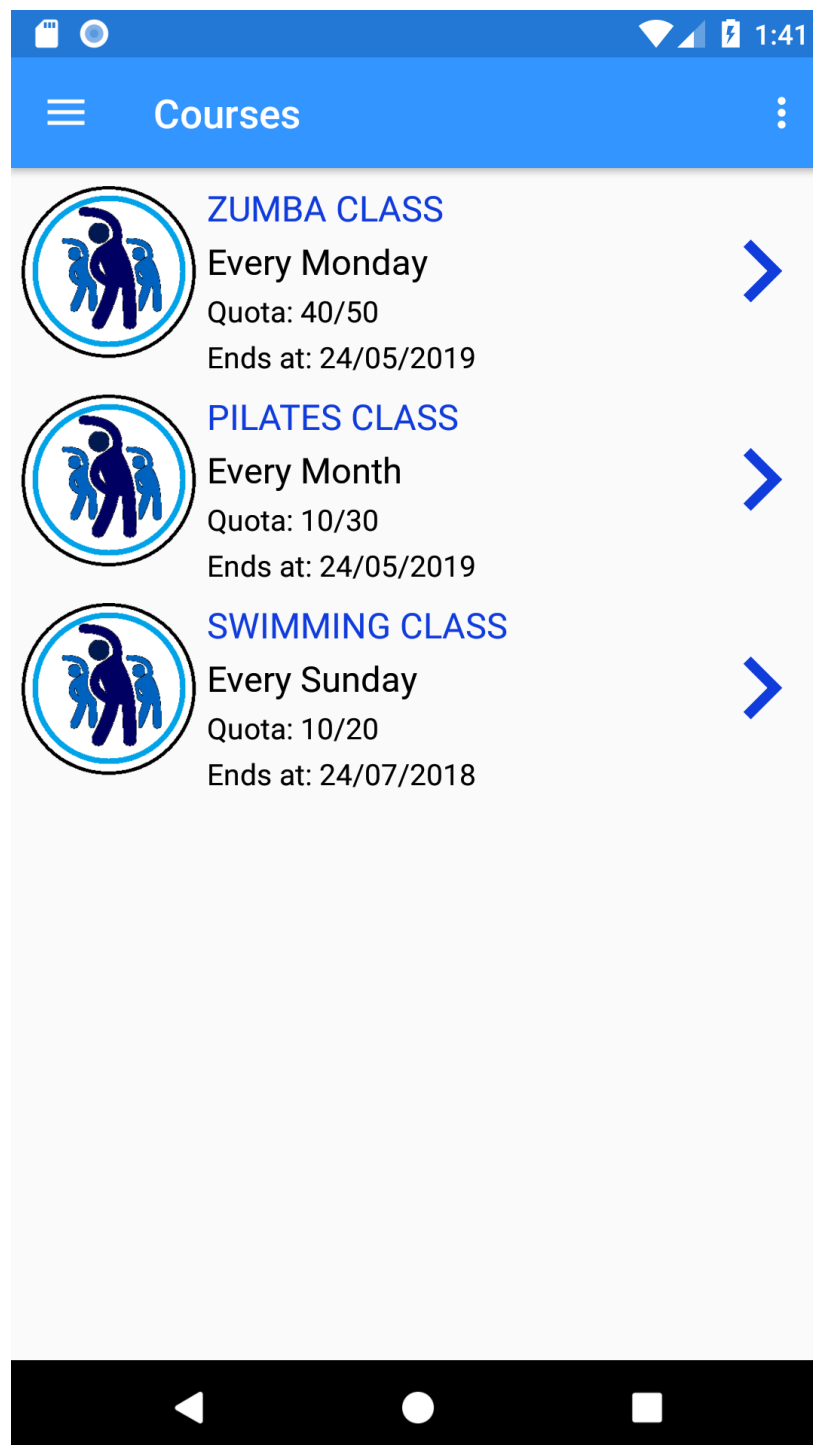 1:41
Courses
ZUMBA CLASS
Every Monday
Quota: 40/50
Ends at: 24/05/2019
PILATES CLASS
Every Month
Quota: 10/30
Ends at: 24/05/2019
SWIMMING CLASS
Every Sunday
Quota: 10/20
Ends at: 24/07/2018